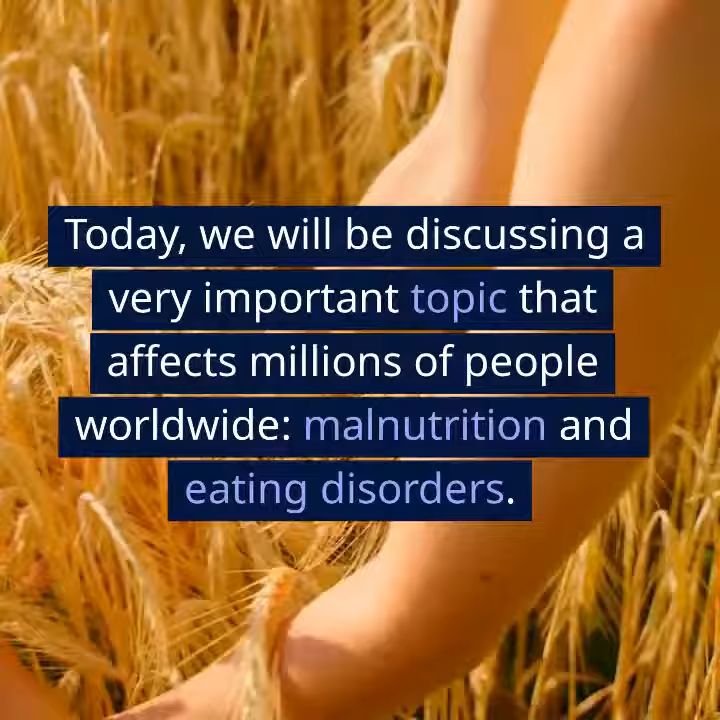 Today, we will be discussing a
very important topic that
affects millions of people
worldwide: malnutrition and
eating disorders.